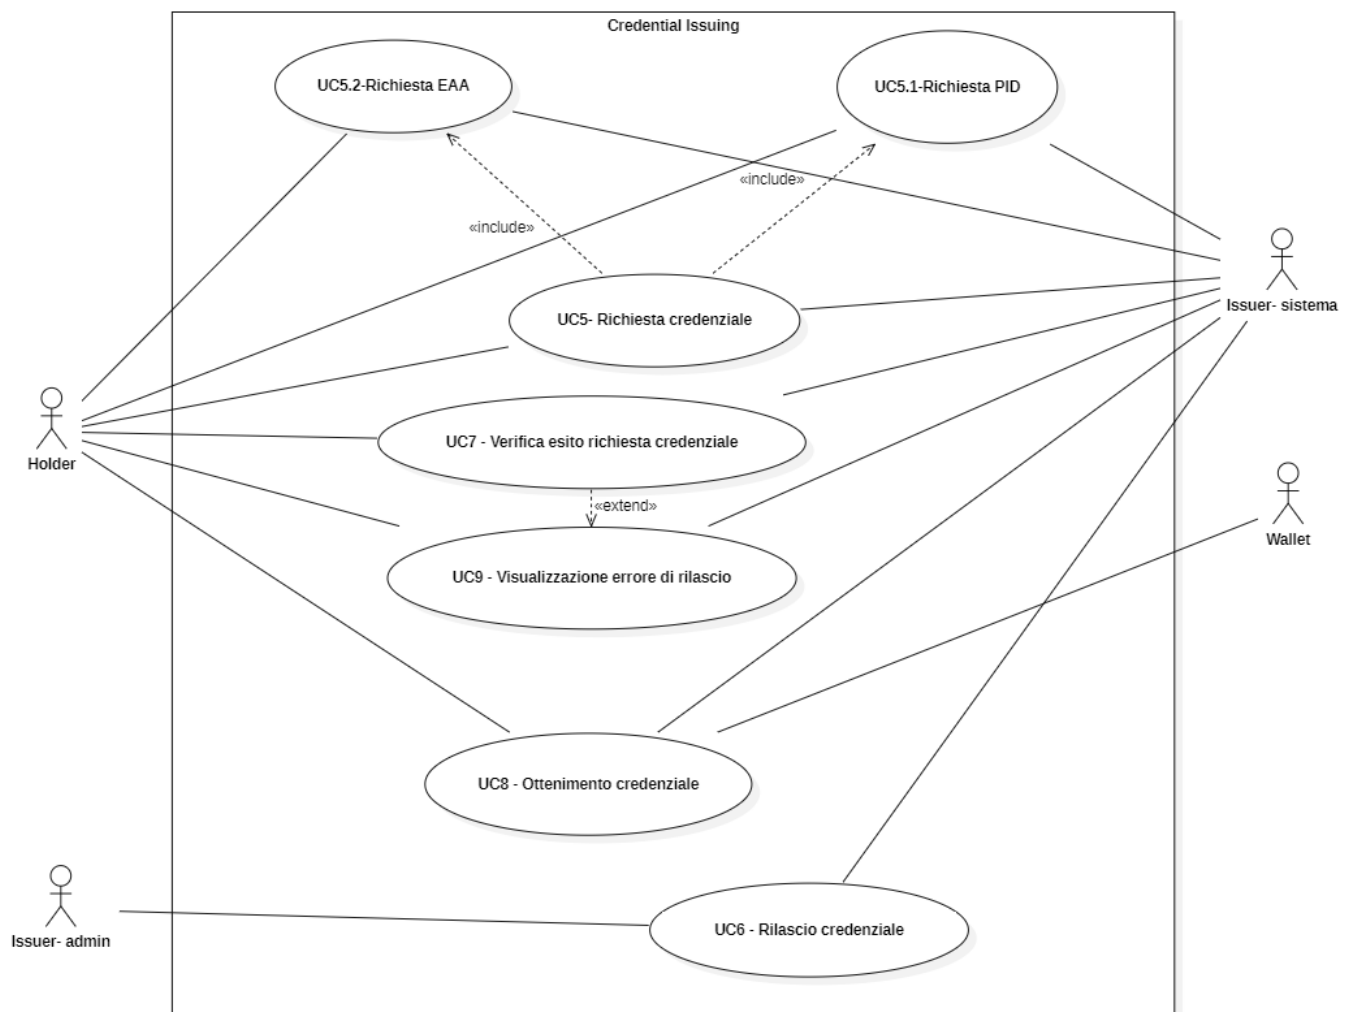 Credential Issuing
UC5.2-Richiesta EAA
UC5.1-Richiesta PID
«include»
«include»
Issuer- sistema
UC5- Richiesta credenziale
UC7 - Verifica esito richiesta credenziale
Holder
«extend»
Wallet
UC9 - Visualizzazione errore di rilascio
UC8 - Ottenimento credenziale
UC6 - Rilascio credenziale
Issuer- admin